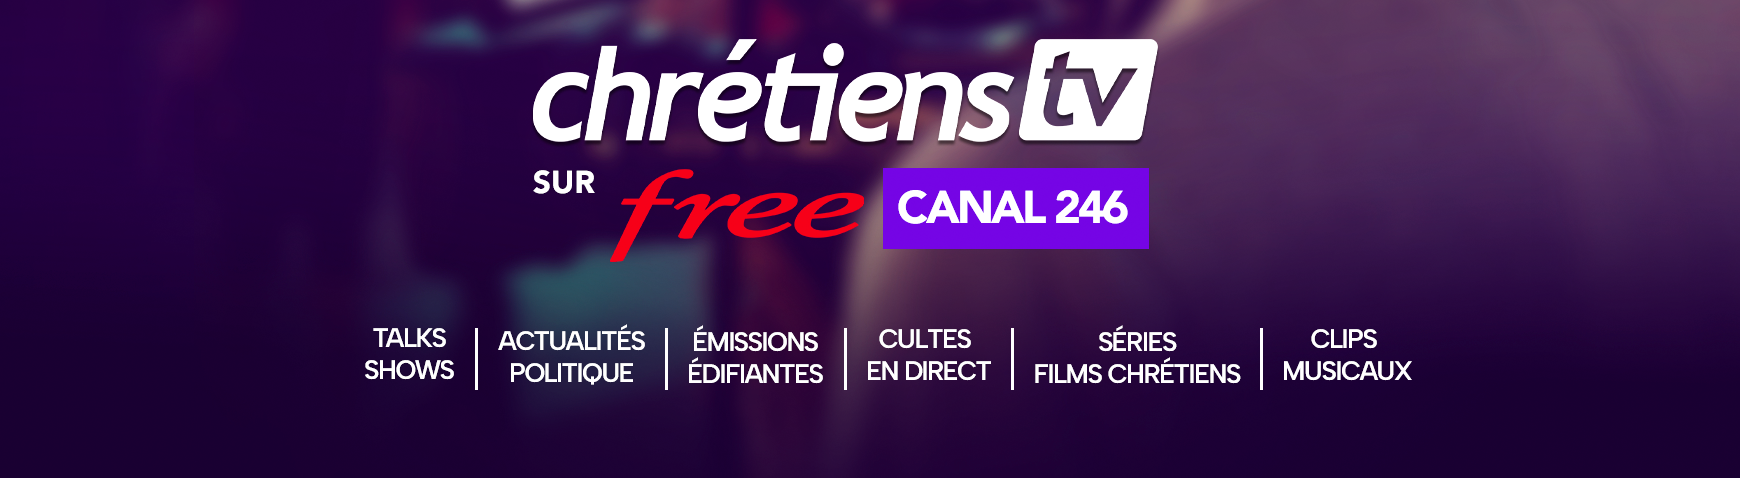 chrétiens tv
SUR free CANAL 246
TALKS SHOWS
ACTUALITÉS POLITIQUE
ÉMISSIONS ÉDIFIANTES
CULTES EN DIRECT
SÉRIES FILMS CHRÉTIENS
CLIPS MUSICAUX